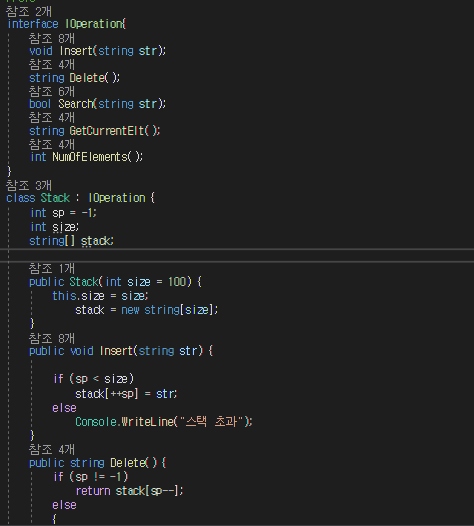 참조 2개
interface IOperation{
참조 8개
void Insert(string str);
참조 4개
string Delete();
참조 6개
bool Search(string str);
참조 4개
string GetCurrentElt();
참조 4개
int NumOfElements();
}
참조 3개
class Stack : IOperation {
int sp = -1;
int size;
string[] stack;
참조 1개
public Stack(int size = 100) {
this.size = size;
stack = new string[size];
}
참조 8개
public void Insert(string str) {
if (sp < size)
stack[++sp] = str;
else
Console.WriteLine("스택 초과");
}
참조 4개
public string Delete() {
if (sp != -1)
return stack[sp--];
else
{